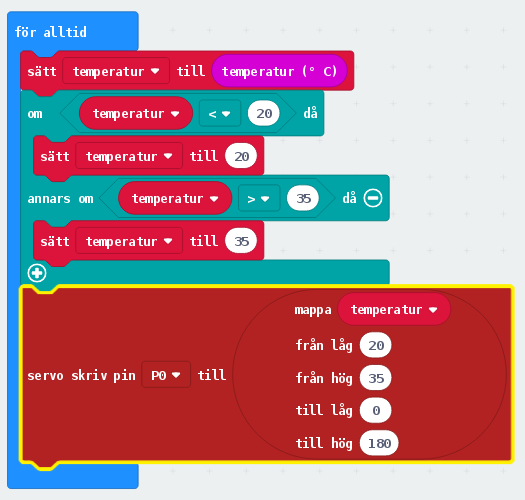 för alltid
sätt temperatur till temperatur (° C)
om temperatur < 20 då
sätt temperatur till 20
annars om temperatur > 35 då
sätt temperatur till 35
mappa temperatur
från låg 20
från hög 35
servo skriv pin P0 till
till låg 0
till hög 180